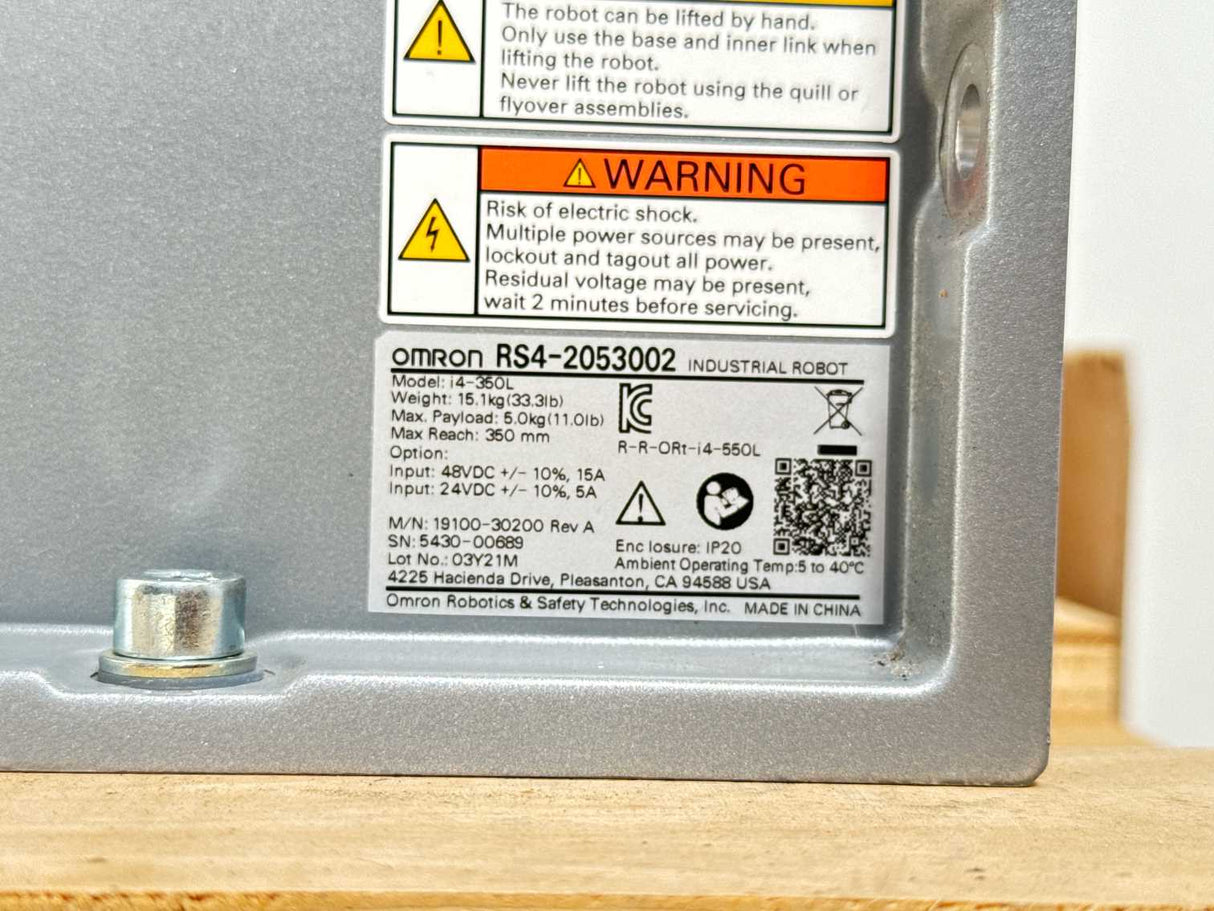 The robot can be lifted by hand.
Only use the base and inner link when
lifting the robot.
Never lift the robot using the quill or
flyover assemblies.
WARNING
Risk of electric shock.
Multiple power sources may be present,
lockout and tagout all power.
Residual voltage may be present,
wait 2 minutes before servicing.
OMRON RS4-2053002 INDUSTRIAL ROBOT
Model: i4-350L
Weight: 15.1kg(33.3lb)
Max. Payload: 5.0kg(11.0lb)
Max Reach: 350 mm
Option:
Input: 48VDC +/- 10%, 15A
Input: 24VDC +/- 10%, 5A
R-R-ORt-i4-550L
M/N: 19100-30200 Rev A
SN: 5430-00689
Lot No.: 03Y21M
Enc losure: IP20
Ambient Operating Temp:5 to 40°C
4225 Hacienda Drive, Pleasanton, CA 94588 USA
Omron Robotics & Safety Technologies, Inc. MADE IN CHINA